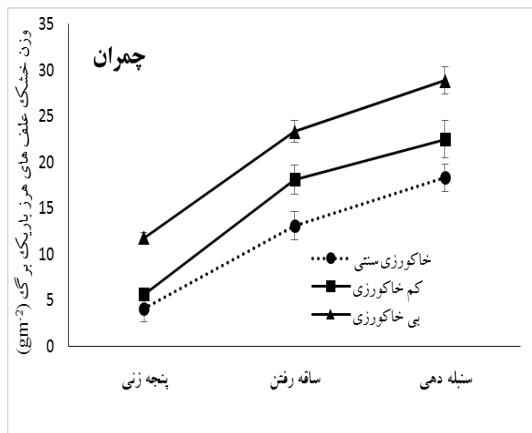 چمران
وزن خشک علف های هرز باریک برگ (gm-2)
35
30
25
20
15
10
5
0
خاکورزی سنتی
کم خاکورزی
بی خاکورزی
پنجه زنی
ساقه رفتن
سنبله دهی